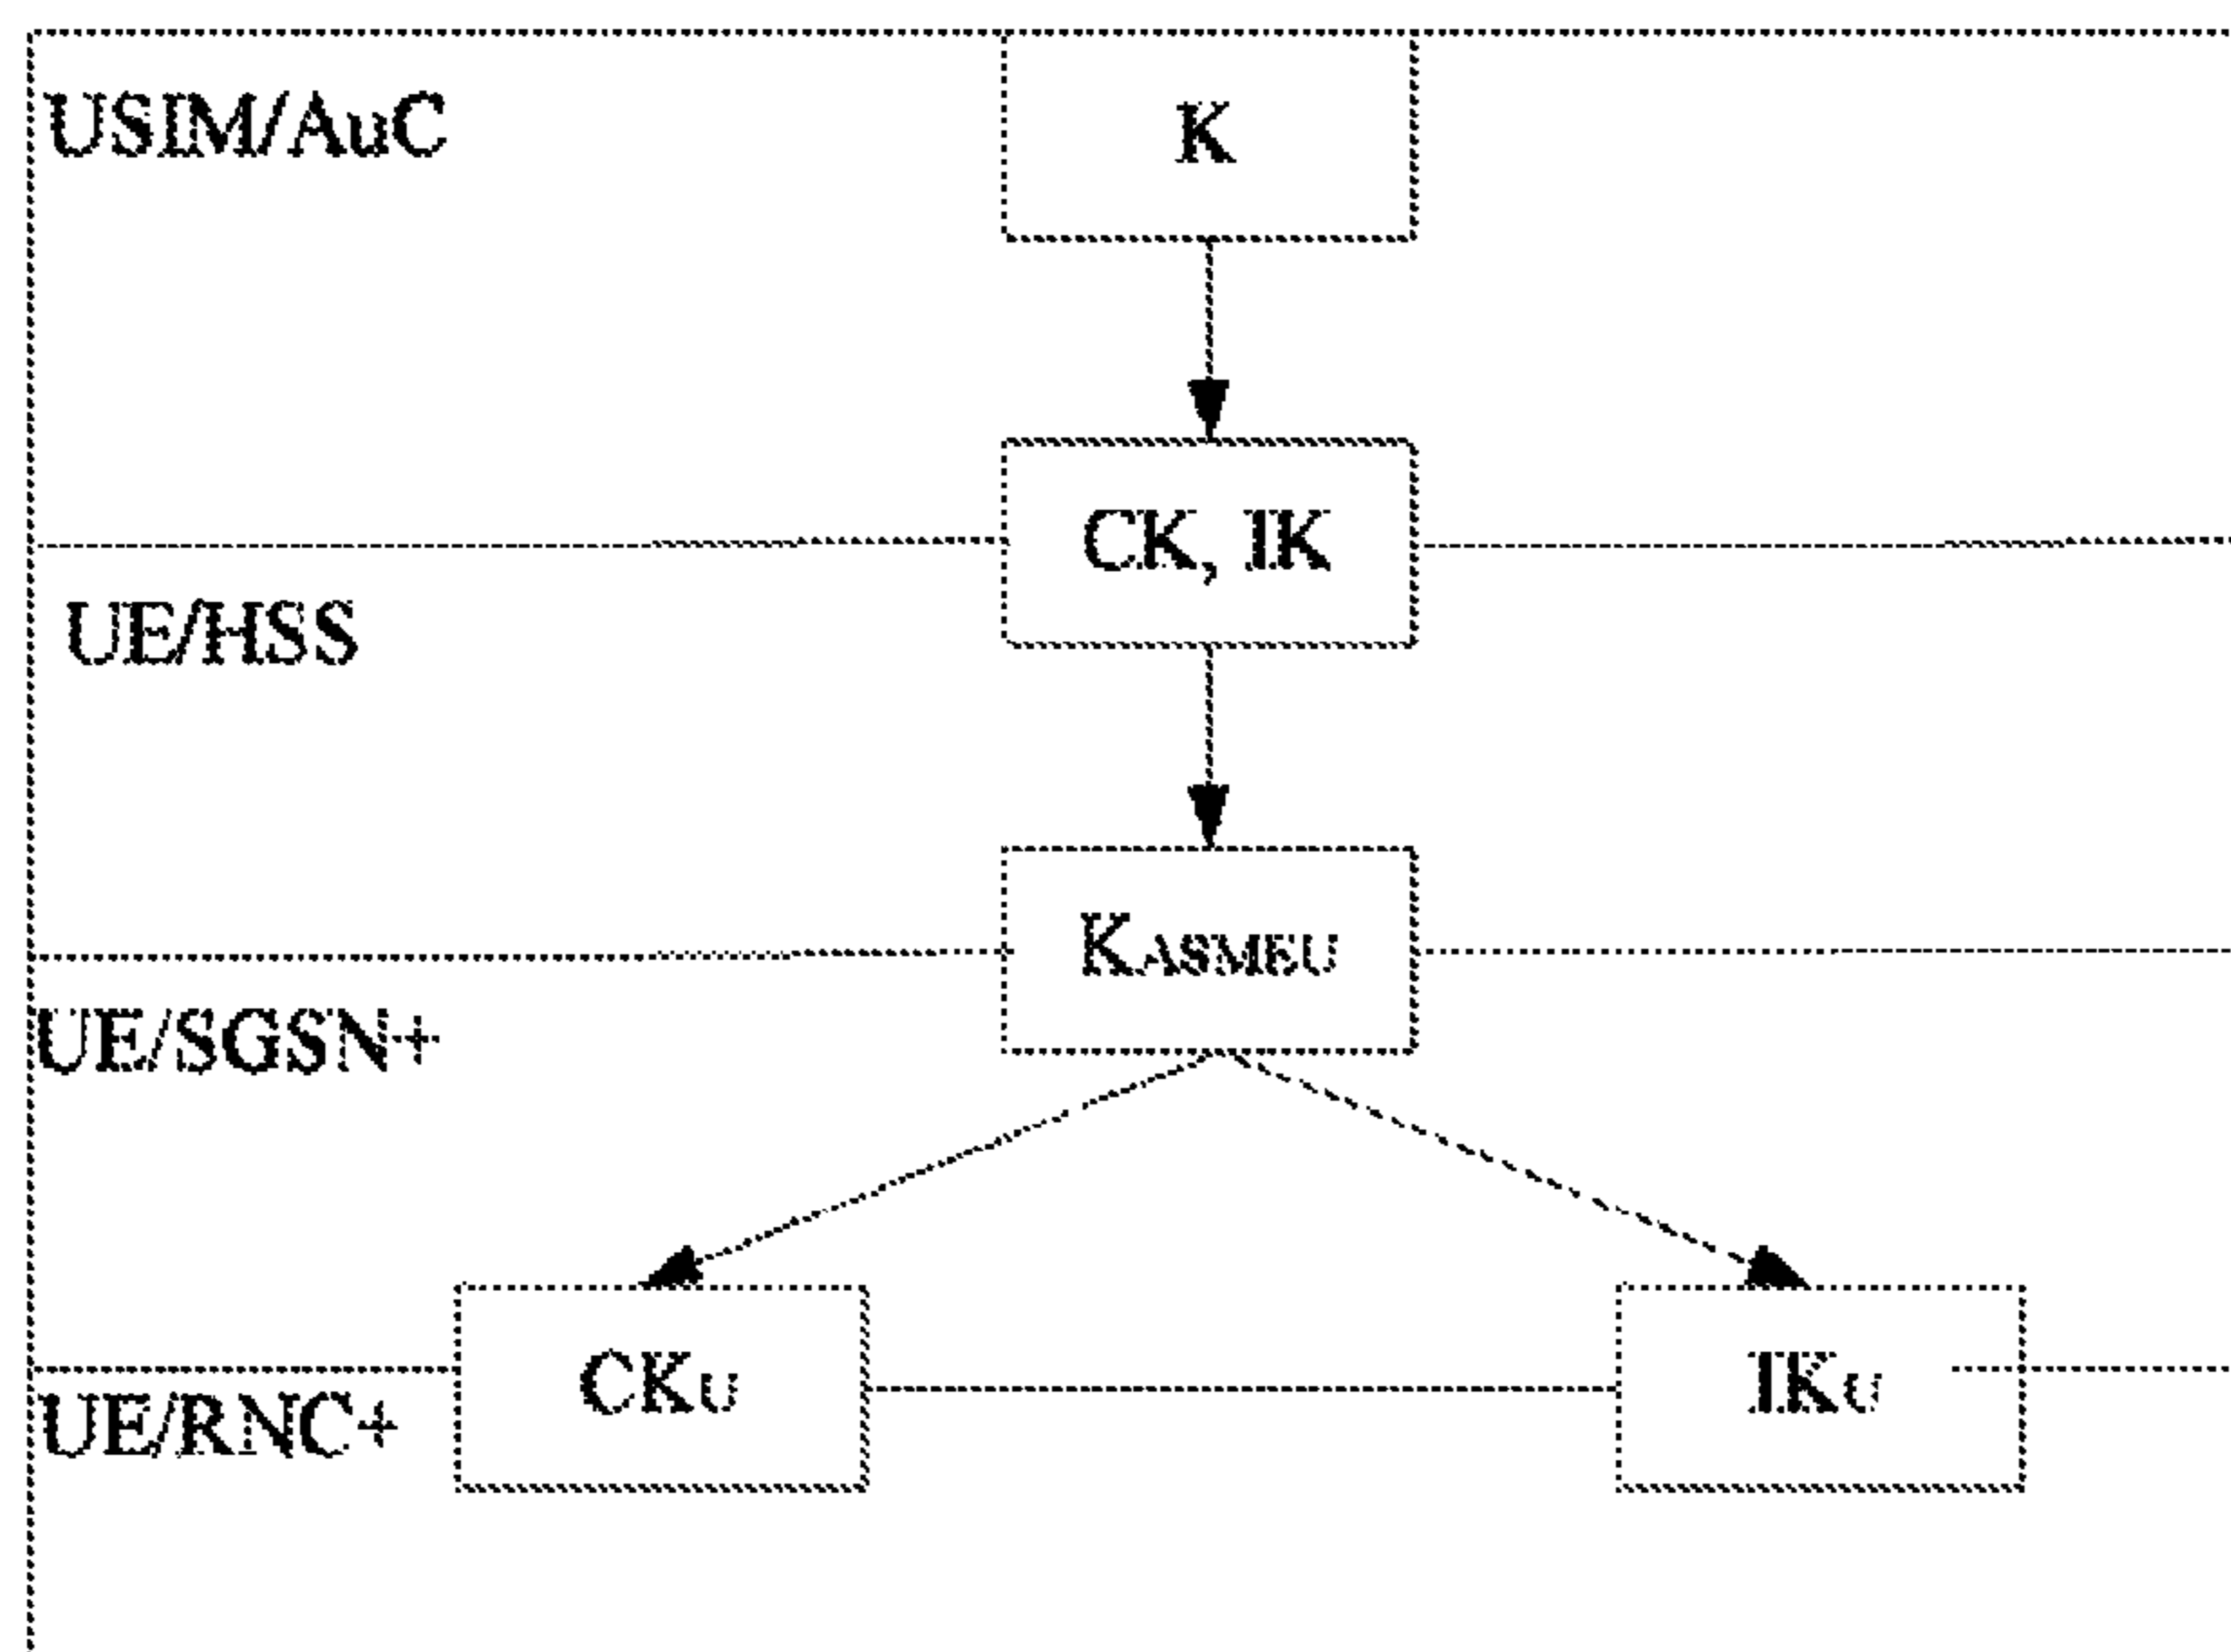 USIM/AuC
K
CK, IK
UE/HSS
KASMEU
UE/SGSN+
CKU
IKU
UE/RNC+